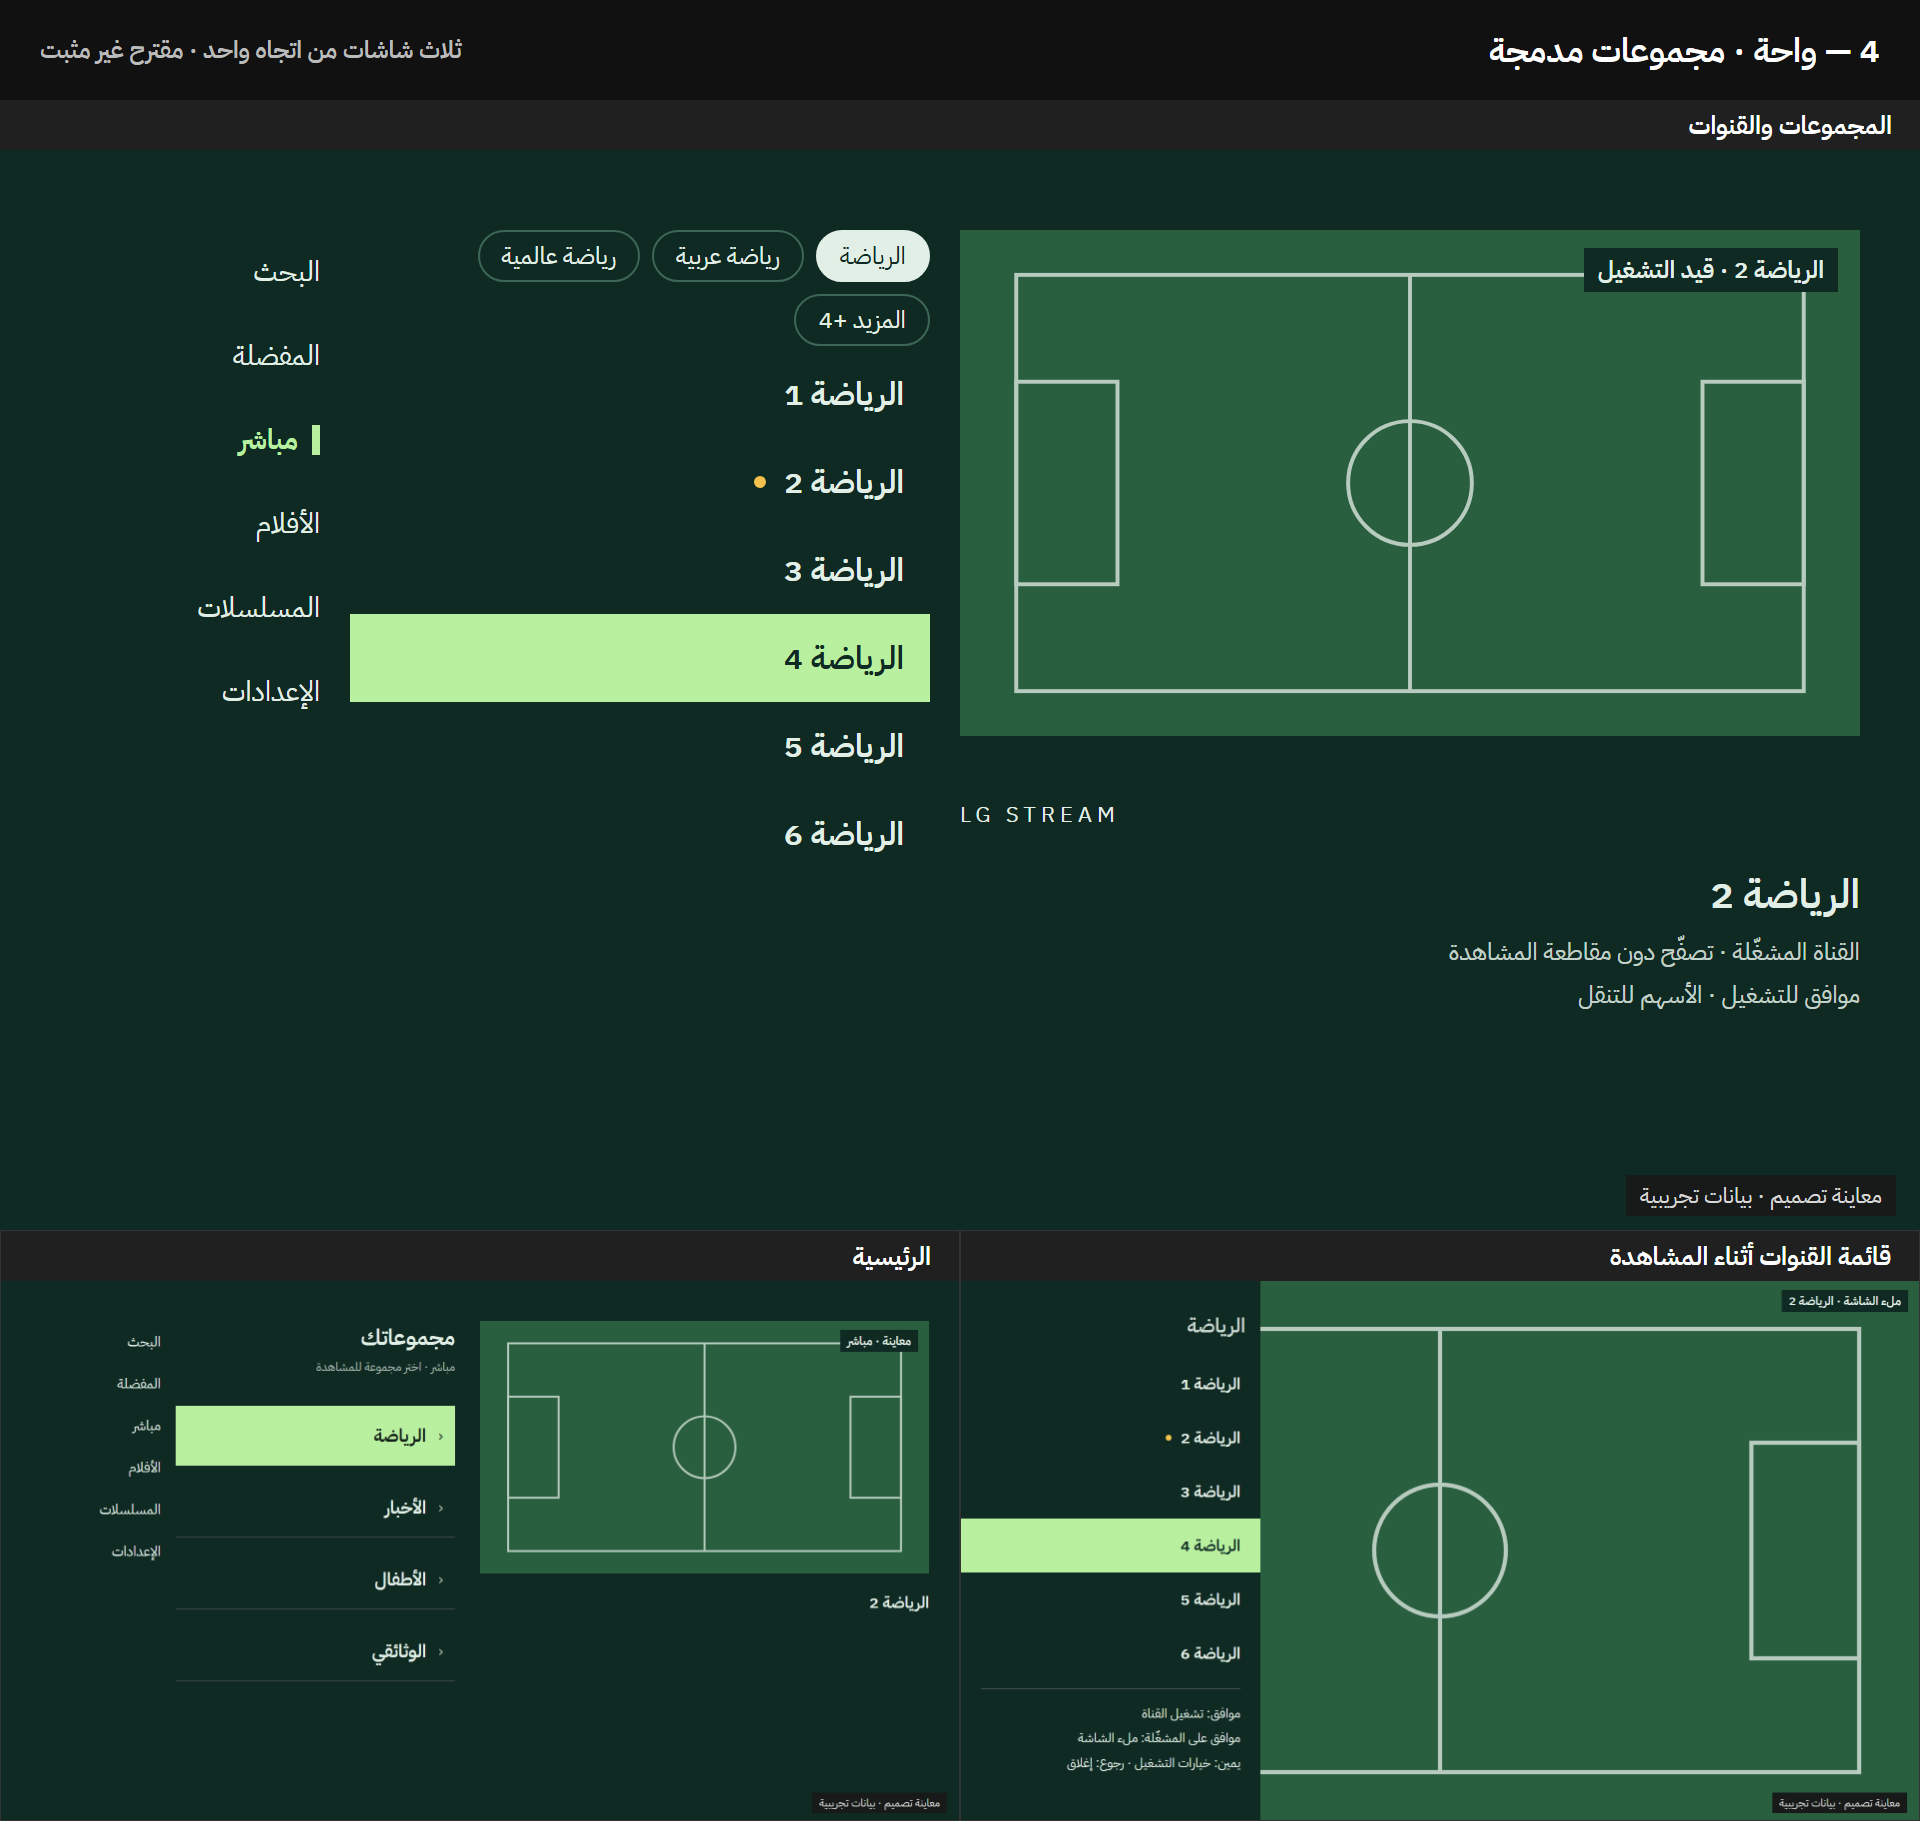 4 — واحة · مجموعات مدمجة
ثلاث شاشات من اتجاه واحد · مقترح غير مثبت
المجموعات والقنوات
الرياضة 2 · قيد التشغيل
LG STREAM
الرياضة 2
القناة المشغّلة · تصفّح دون مقاطعة المشاهدة
موافق للتشغيل · الأسهم للتنقل
الرياضة
رياضة عربية
رياضة عالمية
المزيد +4
الرياضة 1
الرياضة 2
الرياضة 3
الرياضة 4
الرياضة 5
الرياضة 6
البحث
المفضلة
مباشر
الأفلام
المسلسلات
الإعدادات
معاينة تصميم · بيانات تجريبية
قائمة القنوات أثناء المشاهدة
ملء الشاشة · الرياضة 2
الرياضة
الرياضة 1
الرياضة 2
الرياضة 3
الرياضة 4
الرياضة 5
الرياضة 6
موافق: تشغيل القناة
موافق على المشغّلة: ملء الشاشة
يمين: خيارات التشغيل · رجوع: إغلاق
معاينة تصميم · بيانات تجريبية
الرئيسية
معاينة · مباشر
الرياضة 2
مجموعاتك
مباشر · اختر مجموعة للمشاهدة
الرياضة
الأخبار
الأطفال
الوثائقي
البحث
المفضلة
مباشر
الأفلام
المسلسلات
الإعدادات
معاينة تصميم · بيانات تجريبية